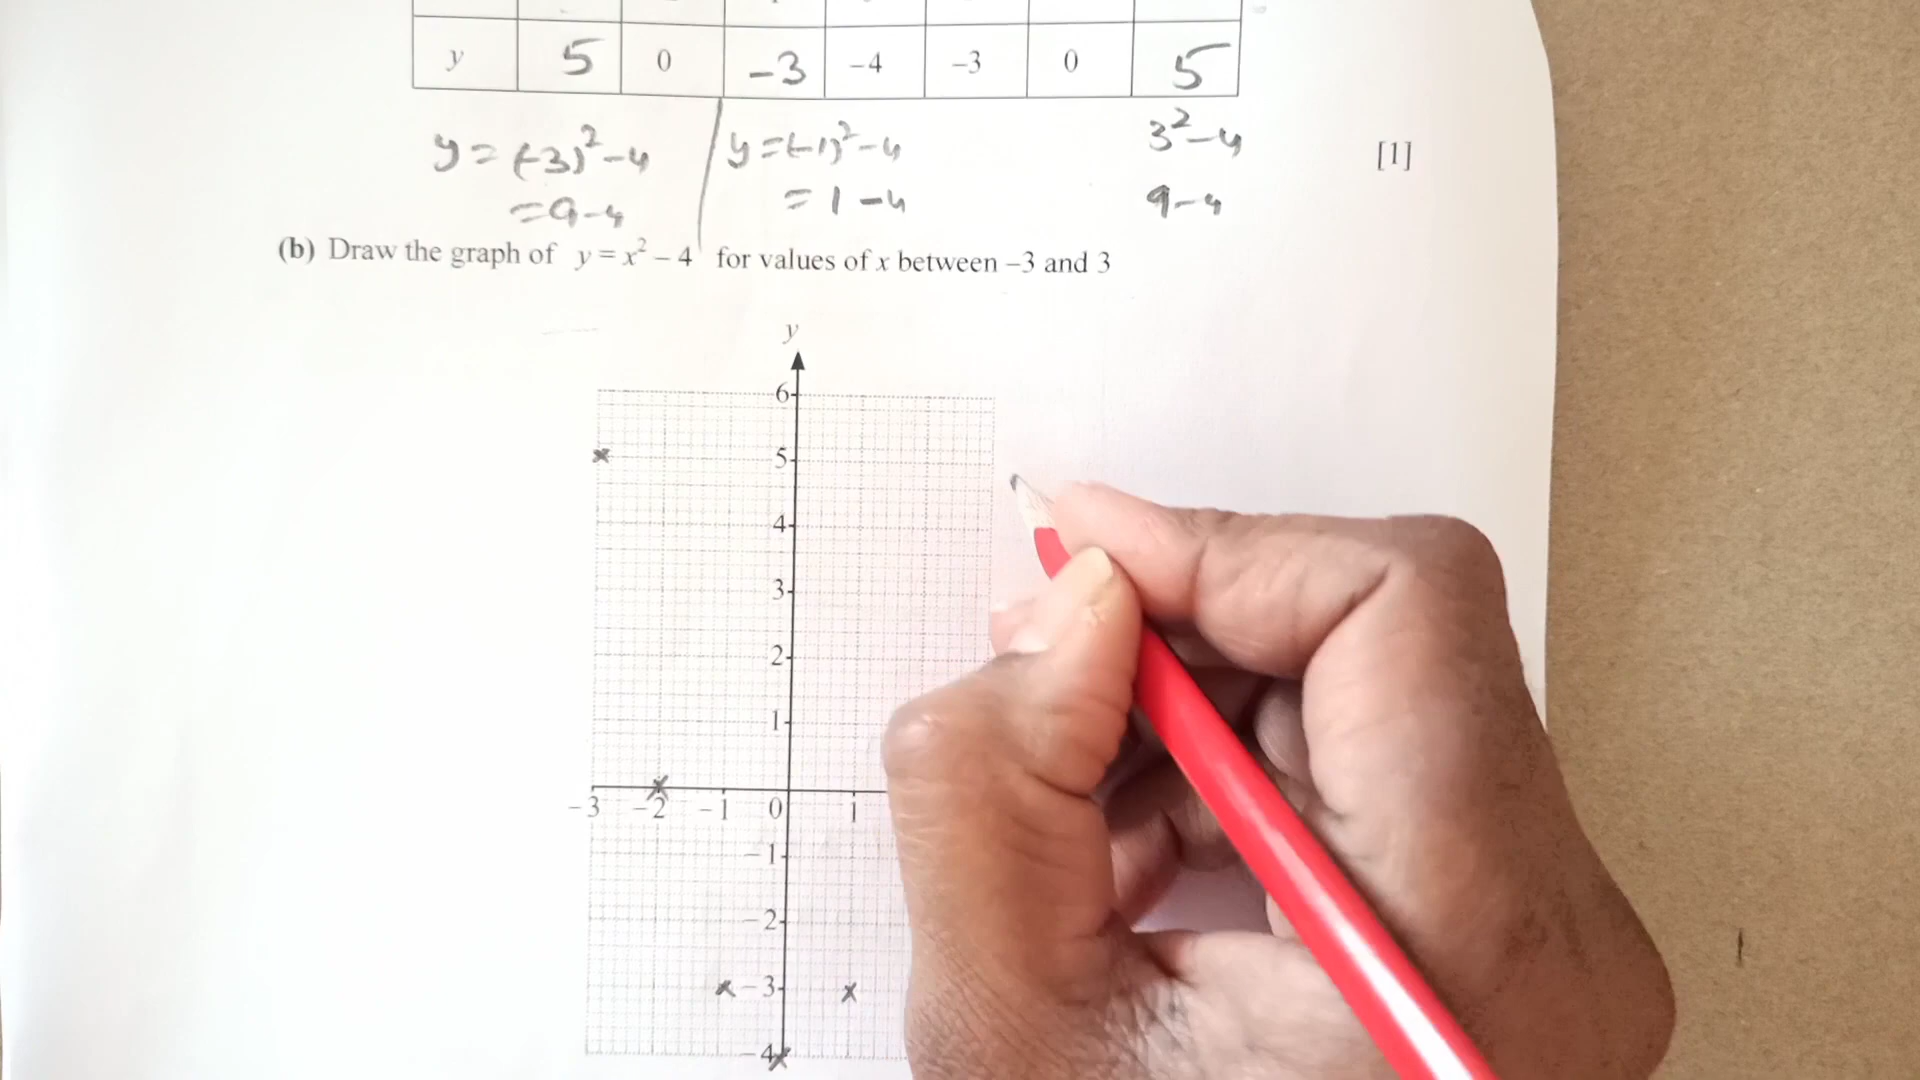 y 5 0 -3 -4 -3 0 5
y = (-3)² - 4 y = (-1)² - 4 3² - 4
[1]
= 9 - 4 = 1 - 4 9 - 4
(b) Draw the graph of y = x² - 4 for values of x between -3 and 3
y
6
5
4
3
2
1
-3 -2 -1 0 1
-1
-2
-3
-4